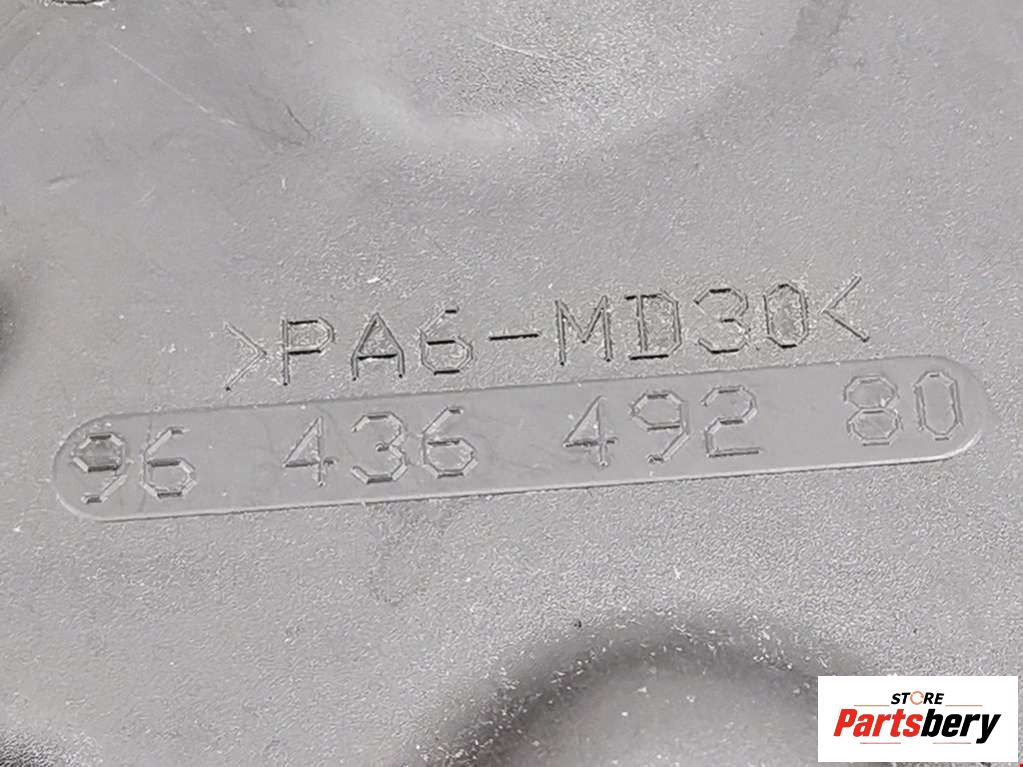 >PA6-MD30<
96 436 492 80
STORE
Partsbery